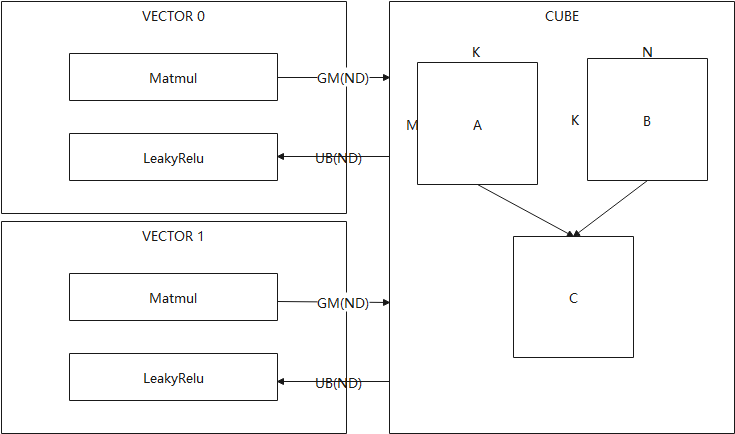 VECTOR 0
Matmul
GM(ND)
LeakyRelu
UB(ND)
VECTOR 1
Matmul
GM(ND)
LeakyRelu
UB(ND)
CUBE
K
M
A
N
K
B
C